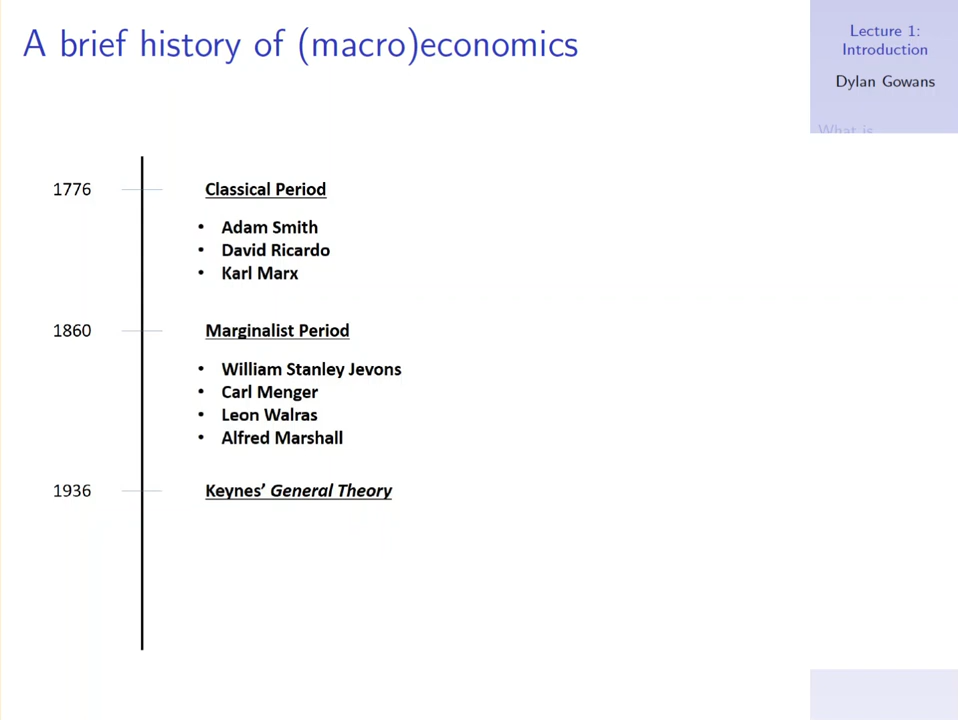 A brief history of (macro)economics
Lecture 1:
Introduction
Dylan Gowans
What is
1776
Classical Period
• Adam Smith
• David Ricardo
• Karl Marx
1860
Marginalist Period
• William Stanley Jevons
• Carl Menger
• Leon Walras
• Alfred Marshall
1936
Keynes’ General Theory